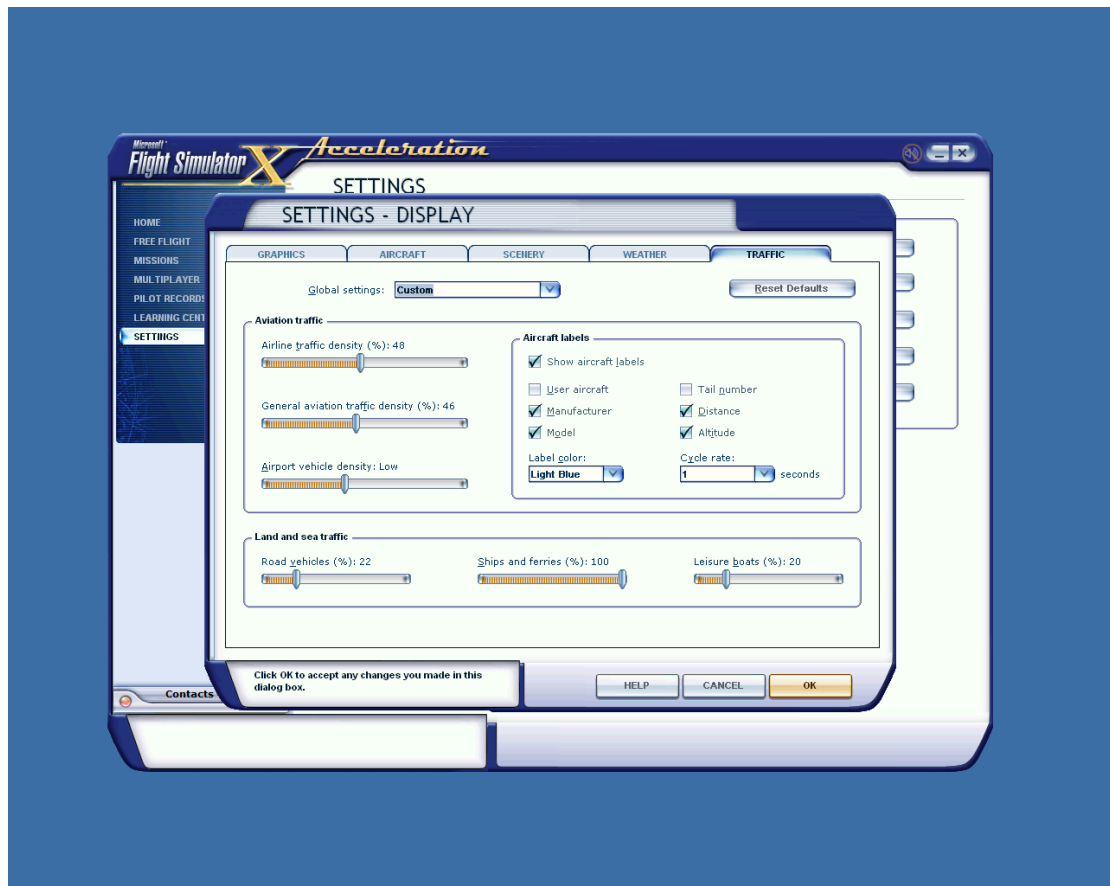 Microsoft
Flight Simulator X Acceleration
SETTINGS
HOME
FREE FLIGHT
MISSIONS
MULTIPLAYER
PILOT RECORDS
LEARNING CENT
SETTINGS
SETTINGS - DISPLAY
GRAPHICS AIRCRAFT SCENERY WEATHER TRAFFIC
Global settings: Custom Reset Defaults
Aviation traffic
Airline traffic density (%): 48
General aviation traffic density (%): 46
Airport vehicle density: Low
Aircraft labels
Show aircraft labels
User aircraft Tail number
Manufacturer Distance
Model Altitude
Label color: Cycle rate:
Light Blue 1 seconds
Land and sea traffic
Road vehicles (%): 22 Ships and ferries (%): 100 Leisure boats (%): 20
Click OK to accept any changes you made in this
dialog box.
HELP CANCEL OK
Contacts